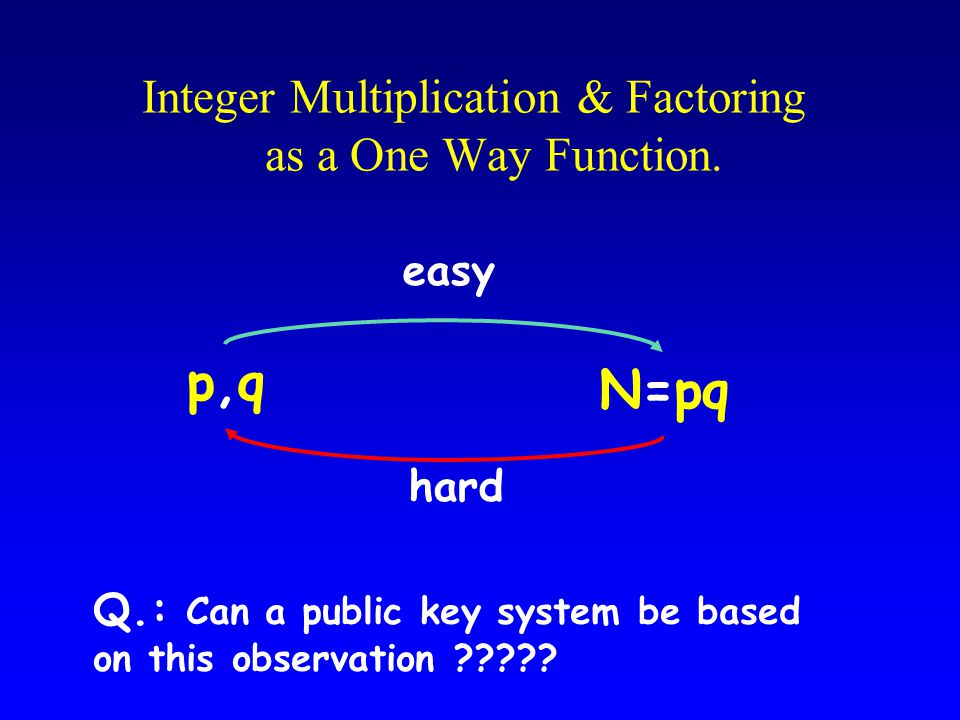 Integer Multiplication & Factoring
as a One Way Function.
easy
p,q
N=pq
hard
Q.: Can a public key system be based
on this observation ?????